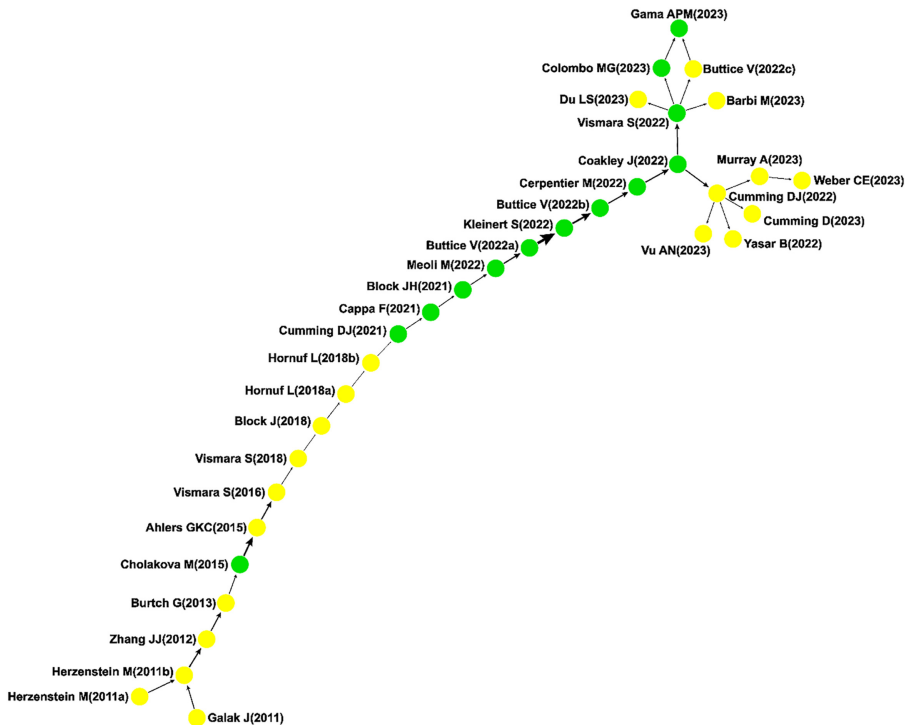 Gama APM(2023)
Colombo MG(2023)
Buttice V(2022c)
Du LS(2023)
Barbi M(2023)
Vismara S(2022)
Coakley J(2022)
Murray A(2023)
Weber CE(2023)
Cerpentier M(2022)
Cumming DJ(2022)
Buttice V(2022b)
Cumming D(2023)
Kleinert S(2022)
Yasar B(2022)
Buttice V(2022a)
Vu AN(2023)
Meoli M(2022)
Block JH(2021)
Cappa F(2021)
Cumming DJ(2021)
Hornuf L(2018b)
Hornuf L(2018a)
Block J(2018)
Vismara S(2018)
Vismara S(2016)
Ahlers GKC(2015)
Cholakova M(2015)
Burtch G(2013)
Zhang JJ(2012)
Herzenstein M(2011b)
Herzenstein M(2011a)
Galak J(2011)